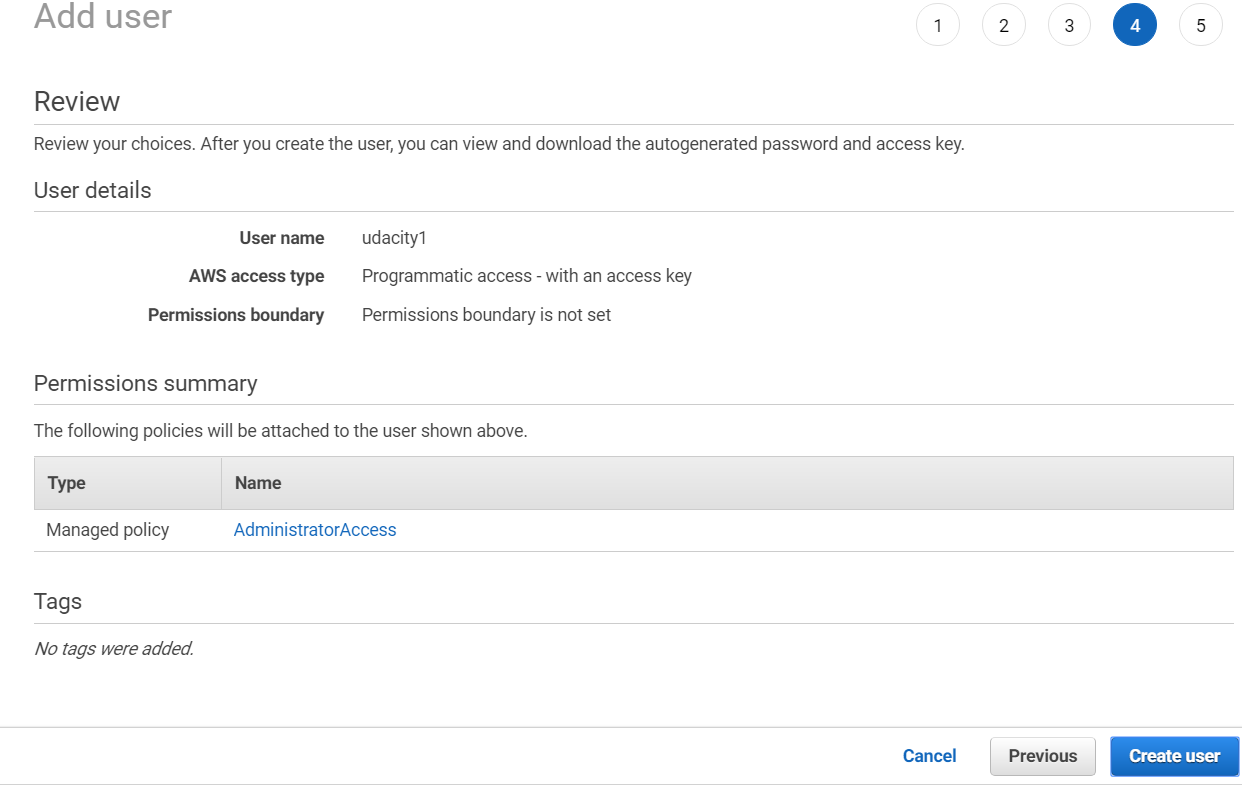 Add user
1 2 3 4 5
Review
Review your choices. After you create the user, you can view and download the autogenerated password and access key.
User details
User name udacity1
AWS access type Programmatic access - with an access key
Permissions boundary Permissions boundary is not set
Permissions summary
The following policies will be attached to the user shown above.
Type Name
Managed policy AdministratorAccess
Tags
No tags were added.
Cancel Previous Create user